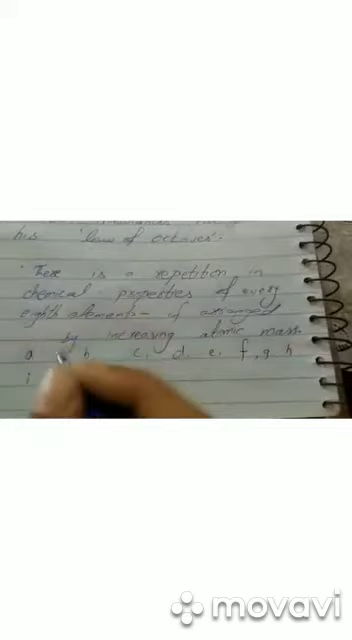 his 'law of octaves'.
'There is a repetition in
chemical properties of every
eighth elements - if arranged
by increasing atomic mass.
a b c, d. e. f, g h
i
movavi